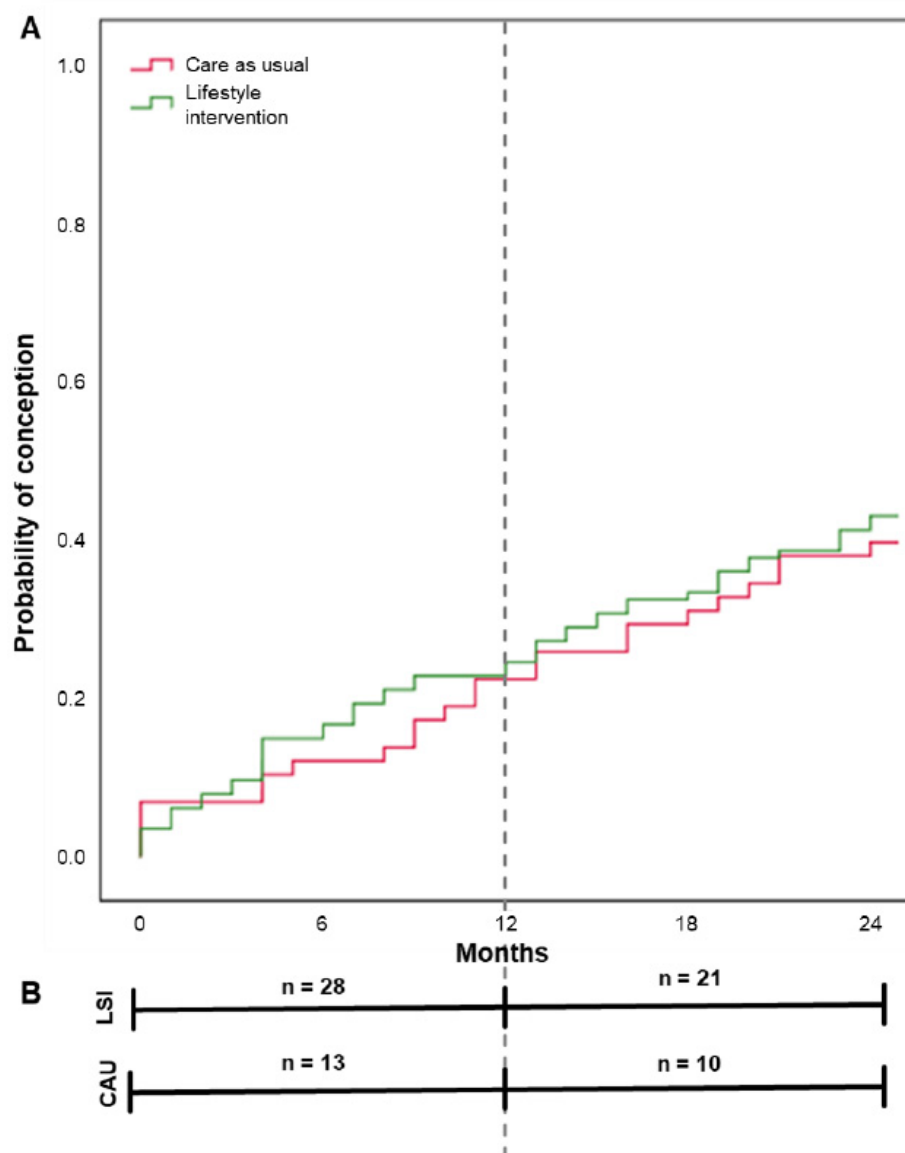 A
Care as usual
Lifestyle
intervention
1.0
0.8
0.6
0.4
0.2
0.0
Probability of conception
0 6 12 18 24
Months
B
LSI
n = 28 n = 21
CAU
n = 13 n = 10